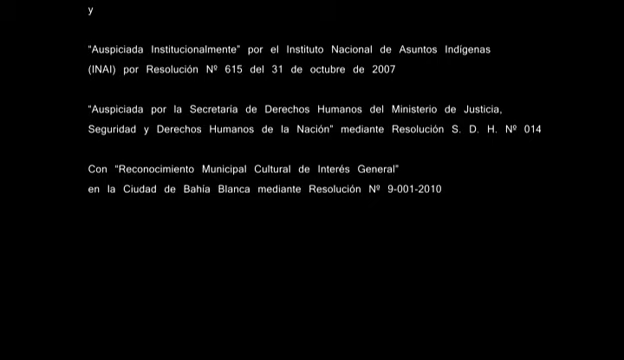 y
"Auspiciada Institucionalmente" por el Instituto Nacional de Asuntos Indígenas
(INAI) por Resolución Nº 615 del 31 de octubre de 2007
"Auspiciada por la Secretaría de Derechos Humanos del Ministerio de Justicia,
Seguridad y Derechos Humanos de la Nación" mediante Resolución S. D. H. Nº 014
Con "Reconocimiento Municipal Cultural de Interés General"
en la Ciudad de Bahía Blanca mediante Resolución Nº 9-001-2010